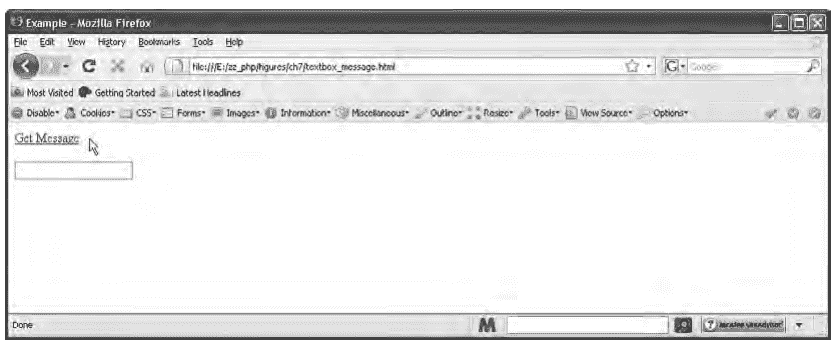 Example - Mozilla Firefox
File Edit View History Bookmarks Tools Help
file:///E:/zz_php/figures/ch7/textbox_message.html
G Google
Most Visited Getting Started Latest Headlines
Disable Cookies CSS Forms Images Information Miscellaneous Outline Resize Tools View Source Options
Get Message
Done
M